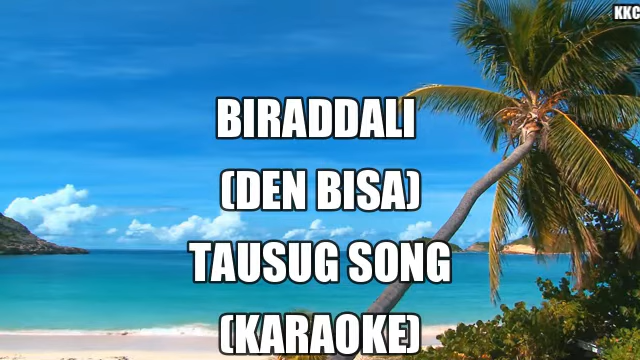 KKC
BIRADDALI
(DEN BISA)
TAUSUG SONG
(KARAOKE)